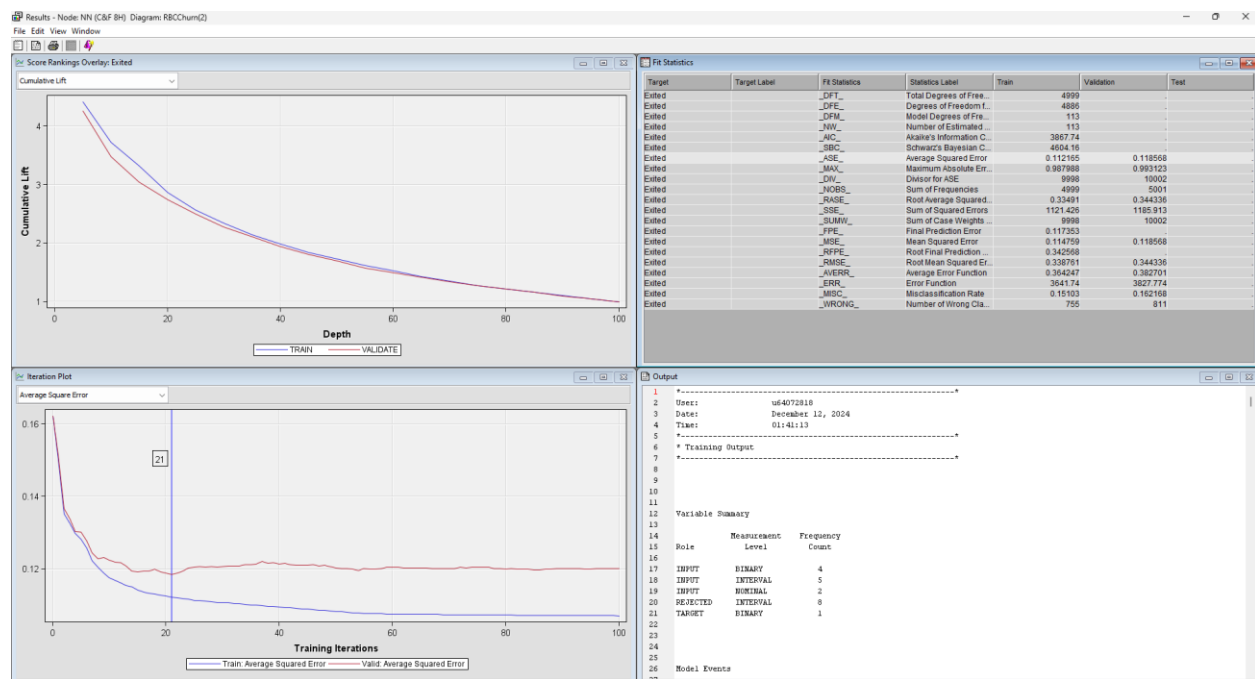 Results - Node: NN (C&F 8H) Diagram: RBCChurn(2)
File Edit View Window
Score Rankings Overlay: Exited
Cumulative Lift
Cumulative Lift
4
3
2
1
0 20 40 60 80 100
Depth
TRAIN VALIDATE
Fit Statistics
Target Target Label Fit Statistics Statistics Label Train Validation Test
Exited _DFT_ Total Degrees of Free... 4999 .
Exited _DFE_ Degrees of Freedom f... 4886 .
Exited _DFM_ Model Degrees of Fre... 113 .
Exited _NW_ Number of Estimated ... 113 .
Exited _AIC_ Akaike's Information C... 3867.74 .
Exited _SBC_ Schwarz's Bayesian C... 4604.16 .
Exited _ASE_ Average Squared Error 0.112165 0.118568 .
Exited _MAX_ Maximum Absolute Err... 0.987988 0.993123 .
Exited _DIV_ Divisor for ASE 9998 10002 .
Exited _NOBS_ Sum of Frequencies 4999 5001 .
Exited _RASE_ Root Average Squared... 0.33491 0.344336 .
Exited _SSE_ Sum of Squared Errors 1121.426 1185.913 .
Exited _SUMW_ Sum of Case Weights ... 9998 10002 .
Exited _FPE_ Final Prediction Error 0.117353 .
Exited _MSE_ Mean Squared Error 0.114759 0.118568 .
Exited _RFPE_ Root Final Prediction ... 0.342568 .
Exited _RMSE_ Root Mean Squared Er... 0.338761 0.344336 .
Exited _AVERR_ Average Error Function 0.364247 0.382701 .
Exited _ERR_ Error Function 3641.74 3827.774 .
Exited _MISC_ Misclassification Rate 0.15103 0.162168 .
Exited _WRONG_ Number of Wrong Cla... 755 811 .
Iteration Plot
Average Square Error
0.16
0.14
0.12
21
0 20 40 60 80 100
Training Iterations
Train: Average Squared Error Valid: Average Squared Error
Output
1 *------------------------------------------------------------*
2 User: u64072818
3 Date: December 12, 2024
4 Time: 01:41:13
5 *------------------------------------------------------------*
6 * Training Output
7 *------------------------------------------------------------*
8
9
10
11
12 Variable Summary
13
14 Measurement Frequency
15 Role Level Count
16
17 INPUT BINARY 4
18 INPUT INTERVAL 5
19 INPUT NOMINAL 2
20 REJECTED INTERVAL 8
21 TARGET BINARY 1
22
23
24
25
26 Model Events